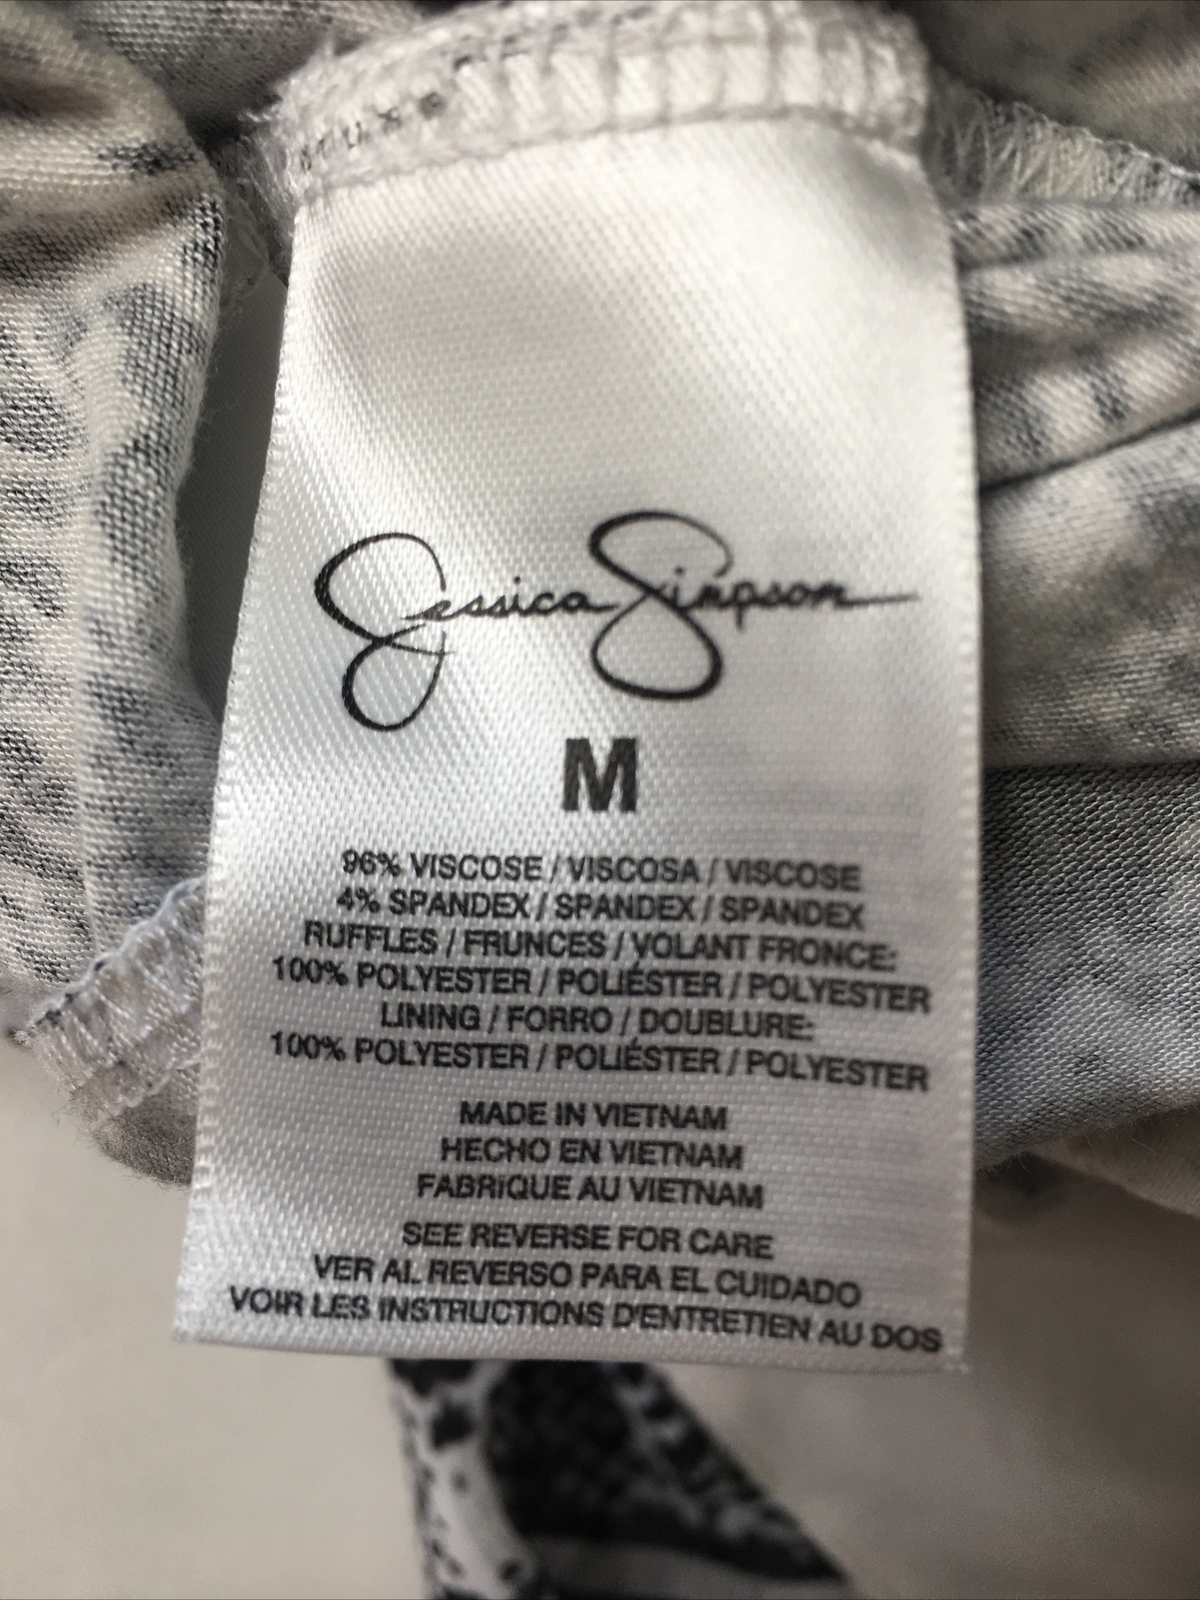 Jessica Simpson
M
96% VISCOSE / VISCOSA / VISCOSE
4% SPANDEX / SPANDEX / SPANDEX
RUFFLES / FRUNCES / VOLANT FRONCE:
100% POLYESTER / POLIÉSTER / POLYESTER
LINING / FORRO / DOUBLURE:
100% POLYESTER / POLIÉSTER / POLYESTER
MADE IN VIETNAM
HECHO EN VIETNAM
FABRIQUE AU VIETNAM
SEE REVERSE FOR CARE
VER AL REVERSO PARA EL CUIDADO
VOIR LES INSTRUCTIONS D'ENTRETIEN AU DOS